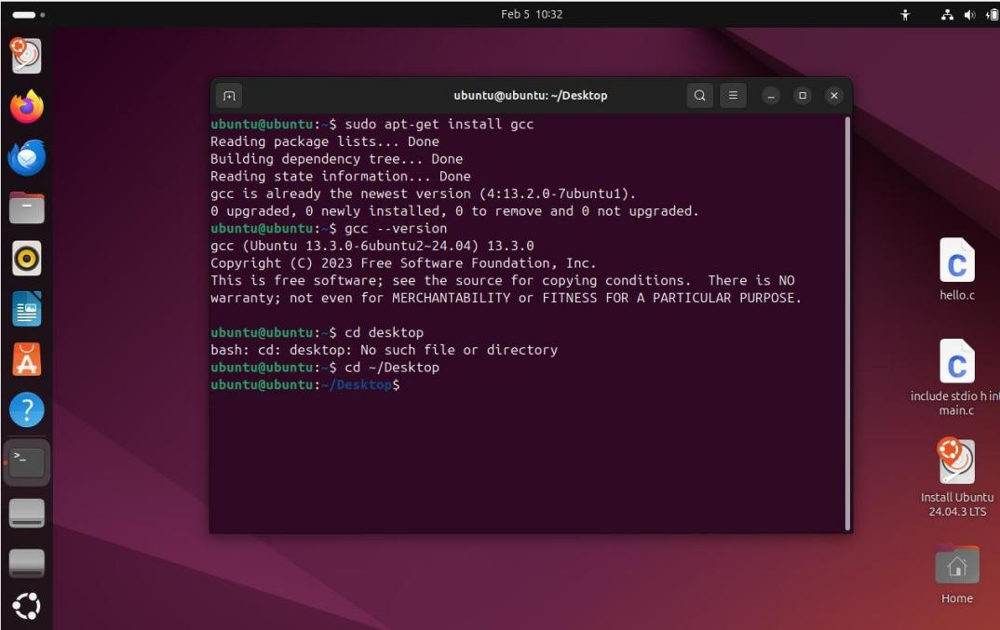 Feb 5 10:32
ubuntu@ubuntu: ~/Desktop
ubuntu@ubuntu:~$ sudo apt-get install gcc
Reading package lists... Done
Building dependency tree... Done
Reading state information... Done
gcc is already the newest version (4:13.2.0-7ubuntu1).
0 upgraded, 0 newly installed, 0 to remove and 0 not upgraded.
ubuntu@ubuntu:~$ gcc --version
gcc (Ubuntu 13.3.0-6ubuntu2~24.04) 13.3.0
Copyright (C) 2023 Free Software Foundation, Inc.
This is free software; see the source for copying conditions.  There is NO
warranty; not even for MERCHANTABILITY or FITNESS FOR A PARTICULAR PURPOSE.
ubuntu@ubuntu:~$ cd desktop
bash: cd: desktop: No such file or directory
ubuntu@ubuntu:~$ cd ~/Desktop
ubuntu@ubuntu:~/Desktop$
C
hello.c
C
include stdio h int
main.c
Install Ubuntu
24.04.3 LTS
Home